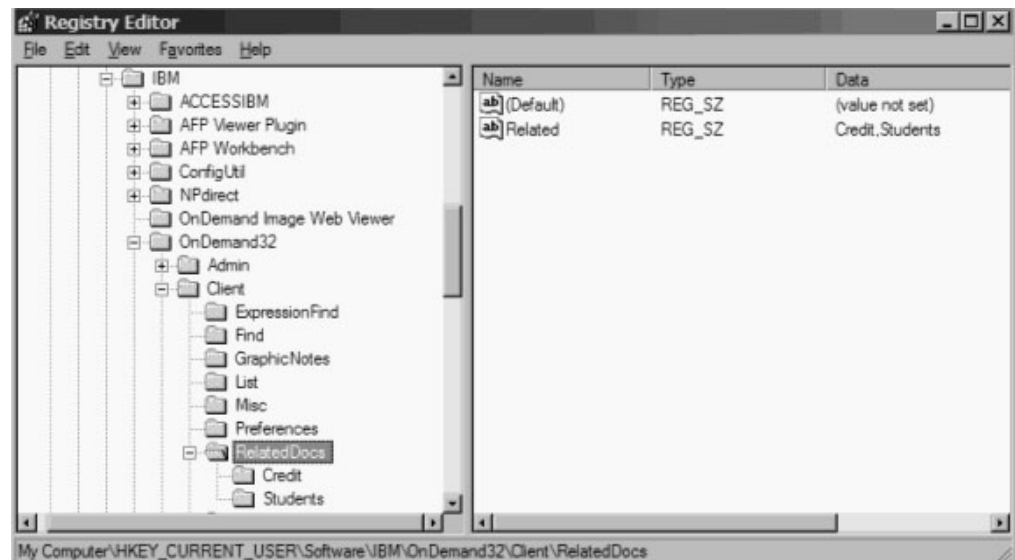 Registry Editor
File Edit View Favorites Help
IBM
ACCESSIBM
AFP Viewer Plugin
AFP Workbench
ConfigUtil
NPdirect
OnDemand Image Web Viewer
OnDemand32
Admin
Client
ExpressionFind
Find
GraphicNotes
List
Misc
Preferences
RelatedDocs
Credit
Students
Name Type Data
ab (Default) REG_SZ (value not set)
ab Related REG_SZ Credit,Students
My Computer\HKEY_CURRENT_USER\Software\IBM\OnDemand32\Client\RelatedDocs